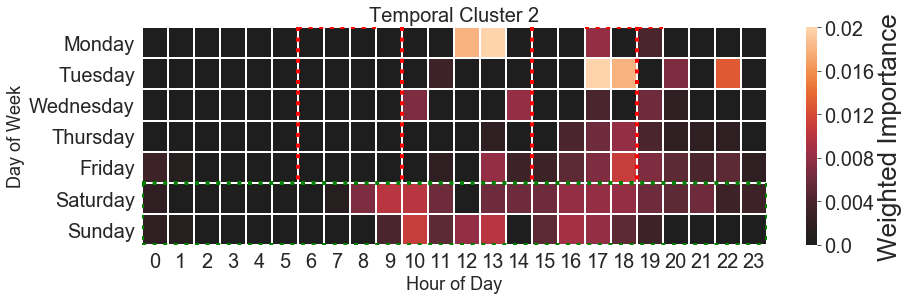 Temporal Cluster 2
Day of Week
Monday
Tuesday
Wednesday
Thursday
Friday
Saturday
Sunday
0 1 2 3 4 5 6 7 8 9 10 11 12 13 14 15 16 17 18 19 20 21 22 23
Hour of Day
0.02
0.016
0.012
0.008
0.004
0.0
Weighted Importance